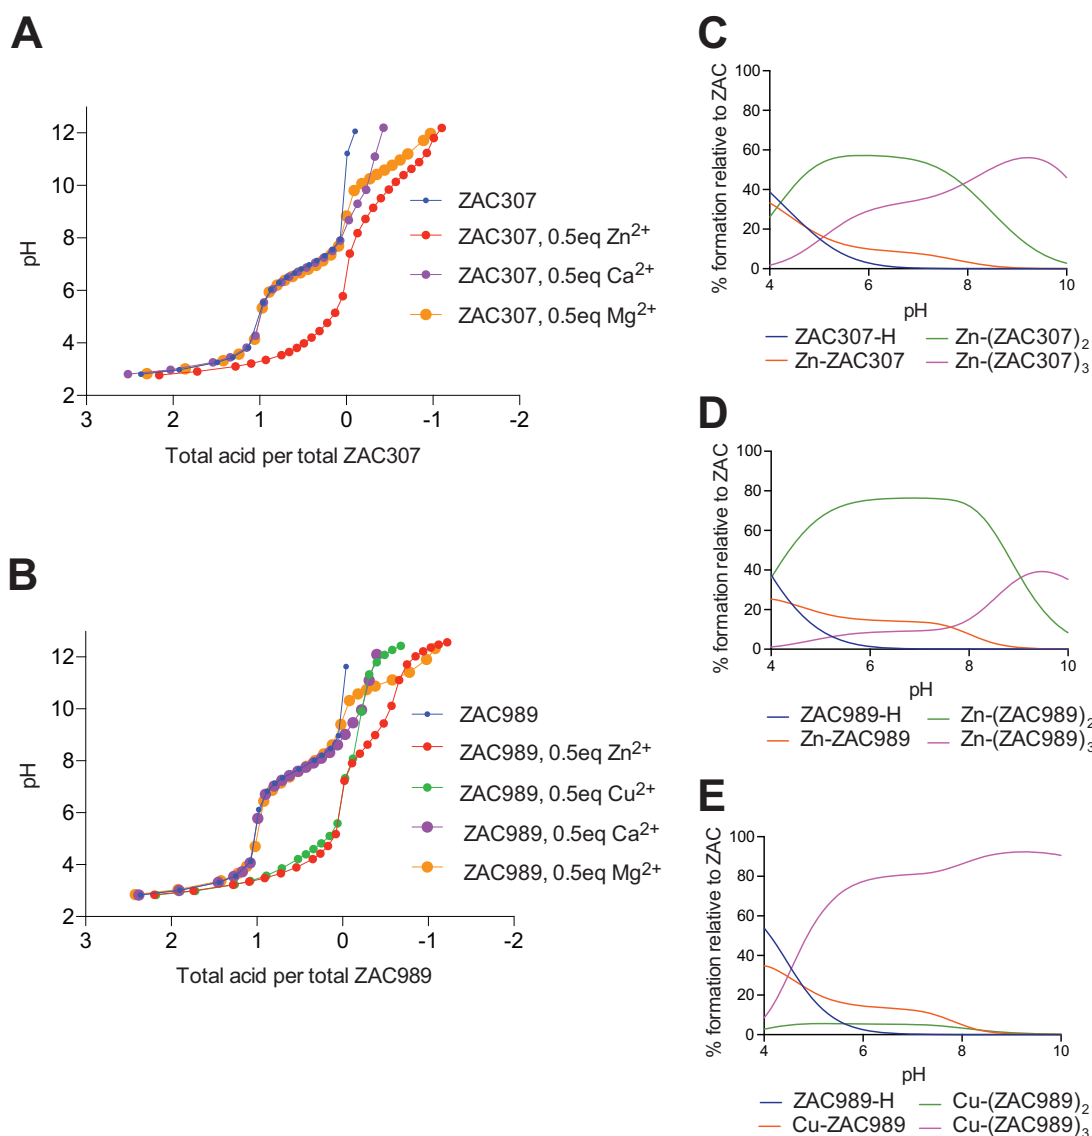 A
pH
12
10
8
6
4
2
3
2
1
0
-1
-2
Total acid per total ZAC307
ZAC307
ZAC307, 0.5eq Zn2+
ZAC307, 0.5eq Ca2+
ZAC307, 0.5eq Mg2+
B
pH
12
10
8
6
4
2
3
2
1
0
-1
-2
Total acid per total ZAC989
ZAC989
ZAC989, 0.5eq Zn2+
ZAC989, 0.5eq Cu2+
ZAC989, 0.5eq Ca2+
ZAC989, 0.5eq Mg2+
C
% formation relative to ZAC
100
80
60
40
20
0
4
6
8
10
pH
ZAC307-H
Zn-(ZAC307)2
Zn-ZAC307
Zn-(ZAC307)3
D
% formation relative to ZAC
100
80
60
40
20
0
4
6
8
10
pH
ZAC989-H
Zn-(ZAC989)2
Zn-ZAC989
Zn-(ZAC989)3
E
% formation relative to ZAC
100
80
60
40
20
0
4
6
8
10
pH
ZAC989-H
Cu-(ZAC989)2
Cu-ZAC989
Cu-(ZAC989)3